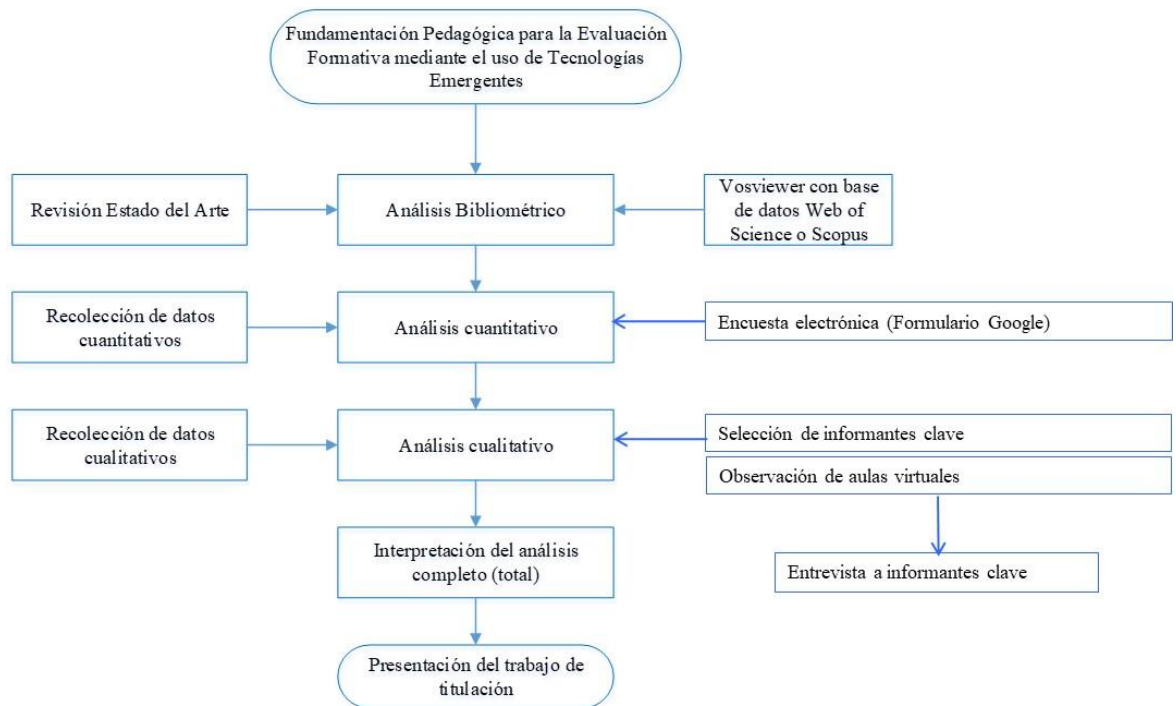 Fundamentación Pedagógica para la Evaluación
Formativa mediante el uso de Tecnologías
Emergentes
Revisión Estado del Arte
Análisis Bibliométrico
Vosviewer con base
de datos Web of
Science o Scopus
Recolección de datos
cuantitativos
Análisis cuantitativo
Encuesta electrónica (Formulario Google)
Recolección de datos
cualitativos
Análisis cualitativo
Selección de informantes clave
Observación de aulas virtuales
Interpretación del análisis
completo (total)
Entrevista a informantes clave
Presentación del trabajo de
titulación